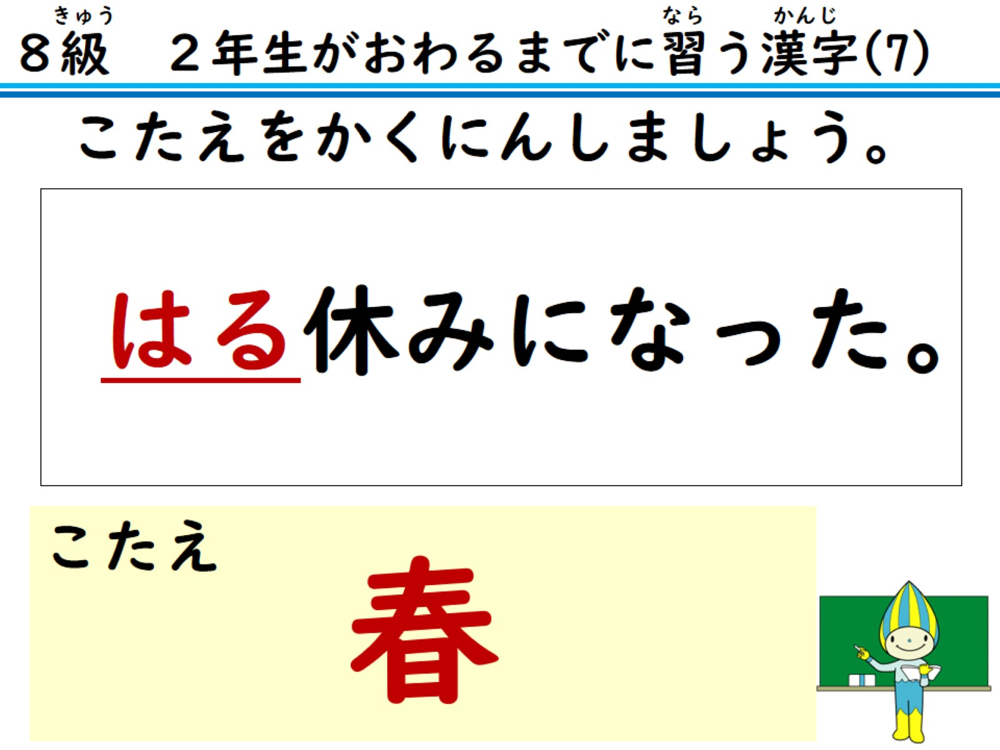 きゅう なら かんじ
８級　２年生がおわるまでに習う漢字(7)
こたえをかくにんしましょう。
はる休みになった。
こたえ
春